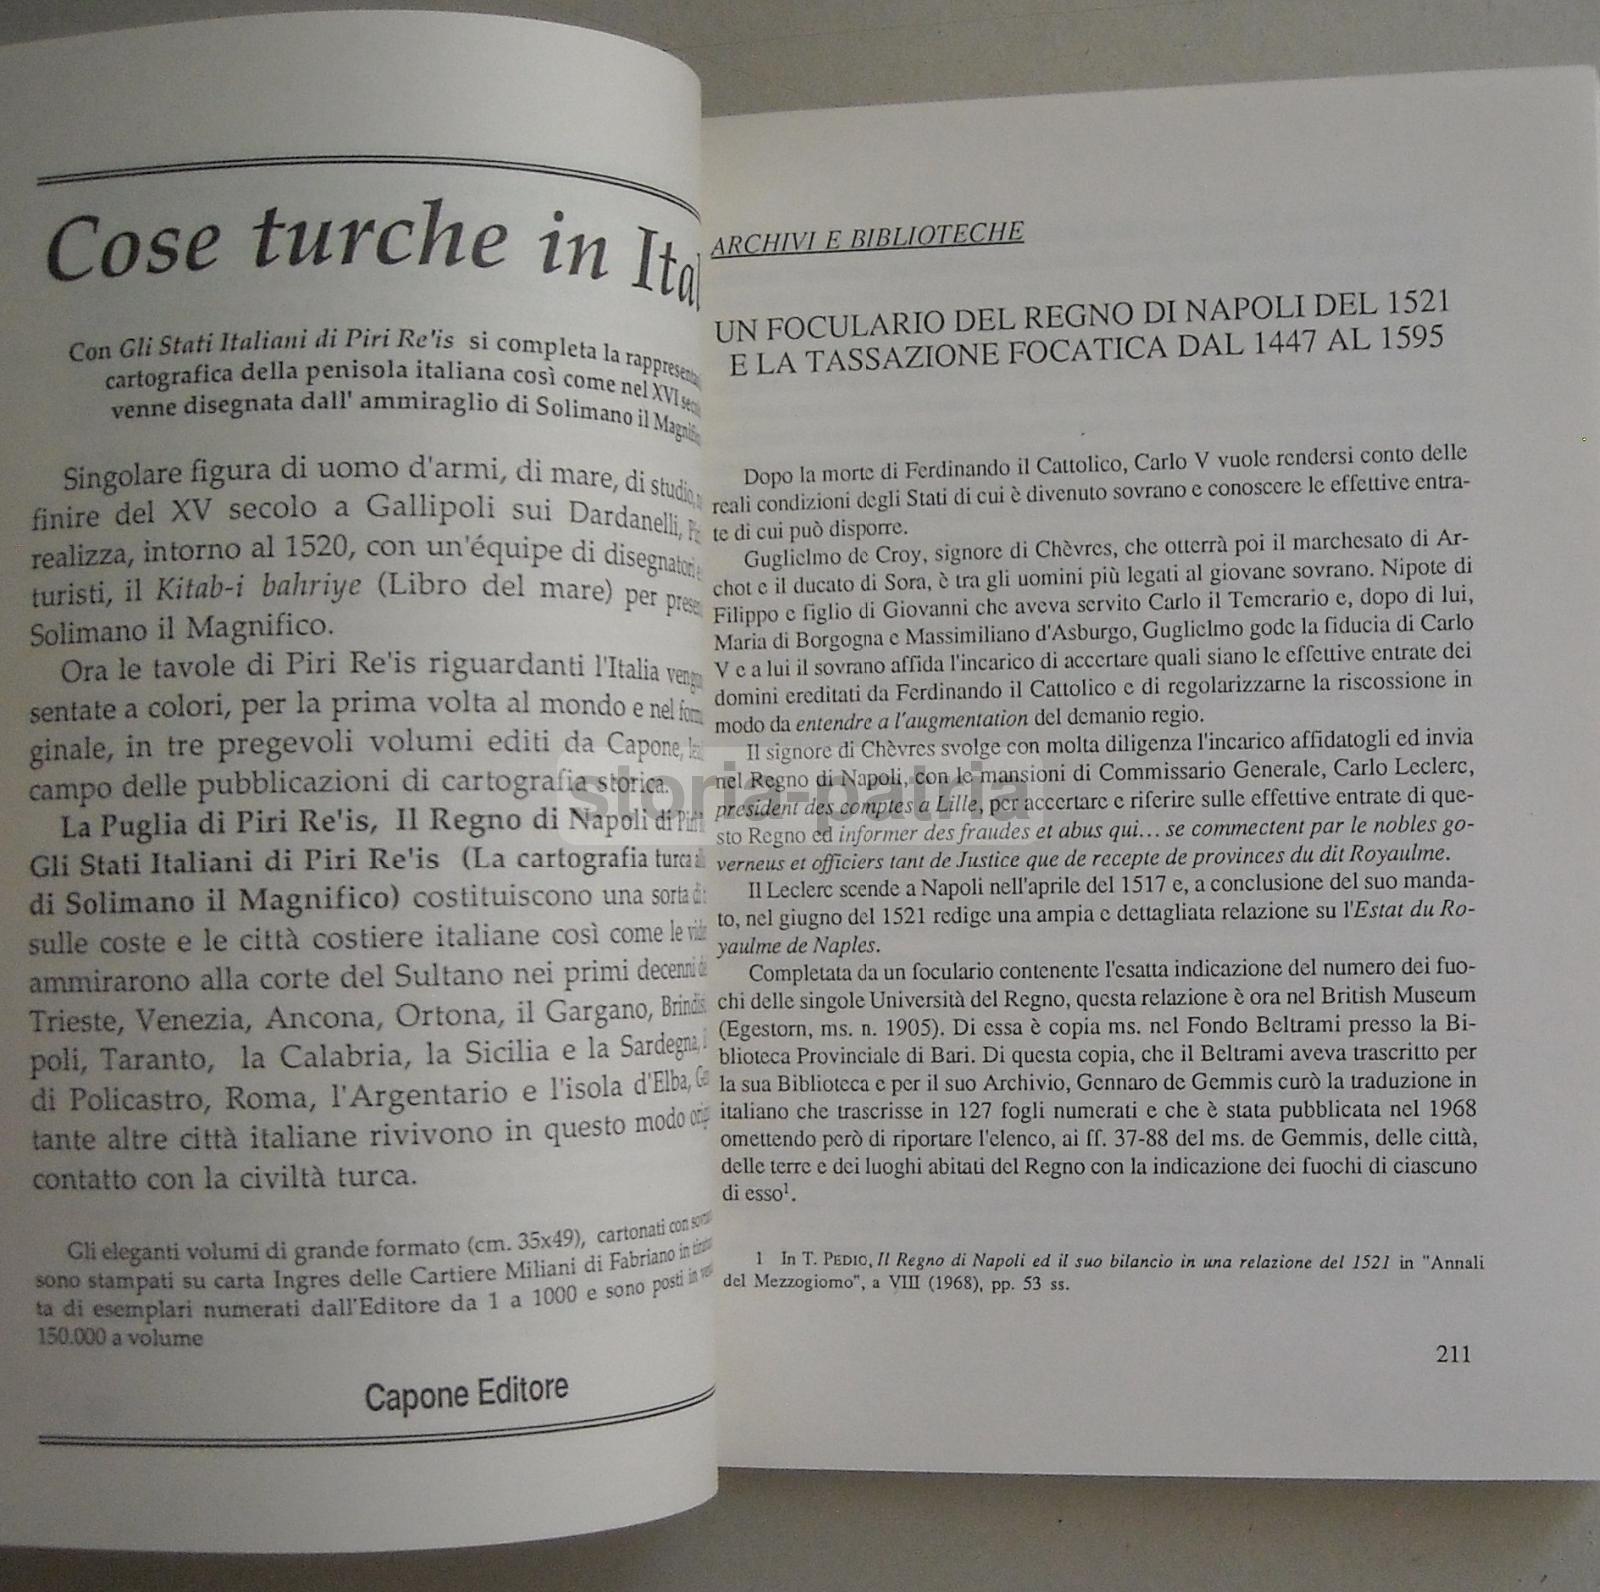 Cose turche in Ital
Con Gli Stati Italiani di Piri Re'is si completa la
cartografica della penisola italiana così come nel XVI
venne disegnata dall' ammiraglio di Solimano il
Singolare figura di uomo d'armi, di mare, di studio,
finire del XV secolo a Gallipoli sui Dardanelli,
realizza, intorno al 1520, con un'équipe di disegnatori
turisti, il Kitab-i bahriye (Libro del mare) per
Solimano il Magnifico.
Ora le tavole di Piri Re'is riguardanti l'Italia
sentate a colori, per la prima volta al mondo e nel
ginale, in tre pregevoli volumi editi da Capone,
campo delle pubblicazioni di cartografia storica.
La Puglia di Piri Re'is, Il Regno di Napoli di
Gli Stati Italiani di Piri Re'is (La cartografia turca
di Solimano il Magnifico) costituiscono una sorta
sulle coste e le città costiere italiane così come le
ammirarono alla corte del Sultano nei primi decenni
Trieste, Venezia, Ancona, Ortona, il Gargano,
poli, Taranto, la Calabria, la Sicilia e la Sardegna,
di Policastro, Roma, l'Argentario e l'isola d'Elba,
tante altre città italiane rivivono in questo modo
contatto con la civiltà turca.
Gli eleganti volumi di grande formato (cm. 35x49), cartonati con
sono stampati su carta Ingres delle Cartiere Miliani di Fabriano in
ta di esemplari numerati dall'Editore da 1 a 1000 e sono posti in
150.000 a volume
Capone Editore
ARCHIVI E BIBLIOTECHE
UN FOCULARIO DEL REGNO DI NAPOLI DEL 1521
E LA TASSAZIONE FOCATICA DAL 1447 AL 1595
Dopo la morte di Ferdinando il Cattolico, Carlo V vuole rendersi conto delle
reali condizioni degli Stati di cui è divenuto sovrano e conoscere le effettive entra-
te di cui può disporre.
Guglielmo de Croy, signore di Chèvres, che otterrà poi il marchesato di Ar-
chot e il ducato di Sora, è tra gli uomini più legati al giovane sovrano. Nipote di
Filippo e figlio di Giovanni che aveva servito Carlo il Temerario e, dopo di lui,
Maria di Borgogna e Massimiliano d'Asburgo, Guglielmo gode la fiducia di Carlo
V e a lui il sovrano affida l'incarico di accertare quali siano le effettive entrate dei
domini ereditati da Ferdinando il Cattolico e di regolarizzarne la riscossione in
modo da entendre a l'augmentation del demanio regio.
Il signore di Chèvres svolge con molta diligenza l'incarico affidatogli ed invia
nel Regno di Napoli, con le mansioni di Commissario Generale, Carlo Leclerc,
president des comptes a Lille, per accertare e riferire sulle effettive entrate di que-
sto Regno ed informer des fraudes et abus qui... se commectent par le nobles go-
verneus et officiers tant de Justice que de recepte de provinces du dit Royaulme.
Il Leclerc scende a Napoli nell'aprile del 1517 e, a conclusione del suo manda-
to, nel giugno del 1521 redige una ampia e dettagliata relazione su l'Estat du Ro-
yaulme de Naples.
Completata da un foculario contenente l'esatta indicazione del numero dei fuo-
chi delle singole Università del Regno, questa relazione è ora nel British Museum
(Egestorn, ms. n. 1905). Di essa è copia ms. nel Fondo Beltrami presso la Bi-
blioteca Provinciale di Bari. Di questa copia, che il Beltrami aveva trascritto per
la sua Biblioteca e per il suo Archivio, Gennaro de Gemmis curò la traduzione in
italiano che trascrisse in 127 fogli numerati e che è stata pubblicata nel 1968
omettendo però di riportare l'elenco, ai ff. 37-88 del ms. de Gemmis, delle città,
delle terre e dei luoghi abitati del Regno con la indicazione dei fuochi di ciascuno
di esso1.
1 In T. PEDIO, Il Regno di Napoli ed il suo bilancio in una relazione del 1521 in "Annali
del Mezzogiorno", a VIII (1968), pp. 53 ss.
211
storia-patria